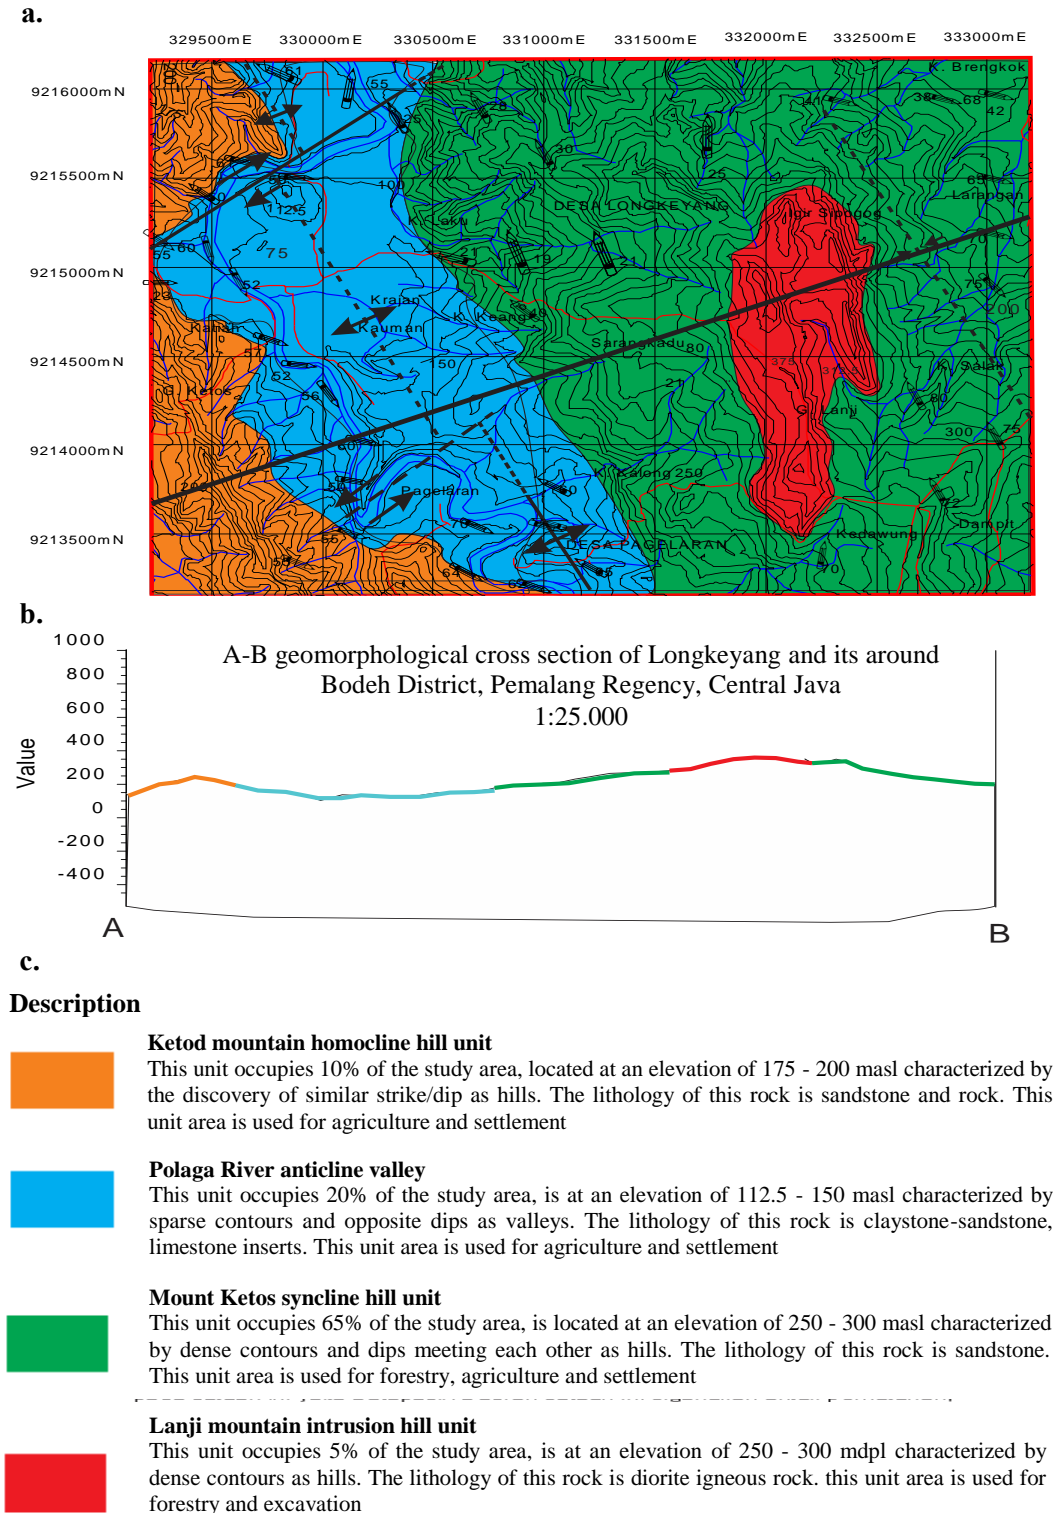 a.
329500mE 330000mE 330500mE 331000mE 331500mE 332000mE 332500mE 333000mE
9216000mN
9215500mN
9215000mN
9214500mN
9214000mN
9213500mN
K. Brengkok
DESA LONGKEYANG
Igir Sipogog
Larangan
K. Laku
Krajan
Kauman
K. Keang
Sarangkadu
Kabah
G. Ketos
K. Salak
G. Lanji
K. Kalong 250
Pagelaran
DESA PAGELARAN
Kedawung
Dampit
b.
1000
800
600
400
200
0
-200
-400
Value
A-B geomorphological cross section of Longkeyang and its around
Bodeh District, Pemalang Regency, Central Java
1:25.000
A
B
c.
Description
Ketod mountain homocline hill unit
This unit occupies 10% of the study area, located at an elevation of 175 - 200 masl characterized by
the discovery of similar strike/dip as hills. The lithology of this rock is sandstone and rock. This
unit area is used for agriculture and settlement
Polaga River anticline valley
This unit occupies 20% of the study area, is at an elevation of 112.5 - 150 masl characterized by
sparse contours and opposite dips as valleys. The lithology of this rock is claystone-sandstone,
limestone inserts. This unit area is used for agriculture and settlement
Mount Ketos syncline hill unit
This unit occupies 65% of the study area, is located at an elevation of 250 - 300 masl characterized
by dense contours and dips meeting each other as hills. The lithology of this rock is sandstone.
This unit area is used for forestry, agriculture and settlement
Lanji mountain intrusion hill unit
This unit occupies 5% of the study area, is at an elevation of 250 - 300 mdpl characterized by
dense contours as hills. The lithology of this rock is diorite igneous rock. this unit area is used for
forestry and excavation